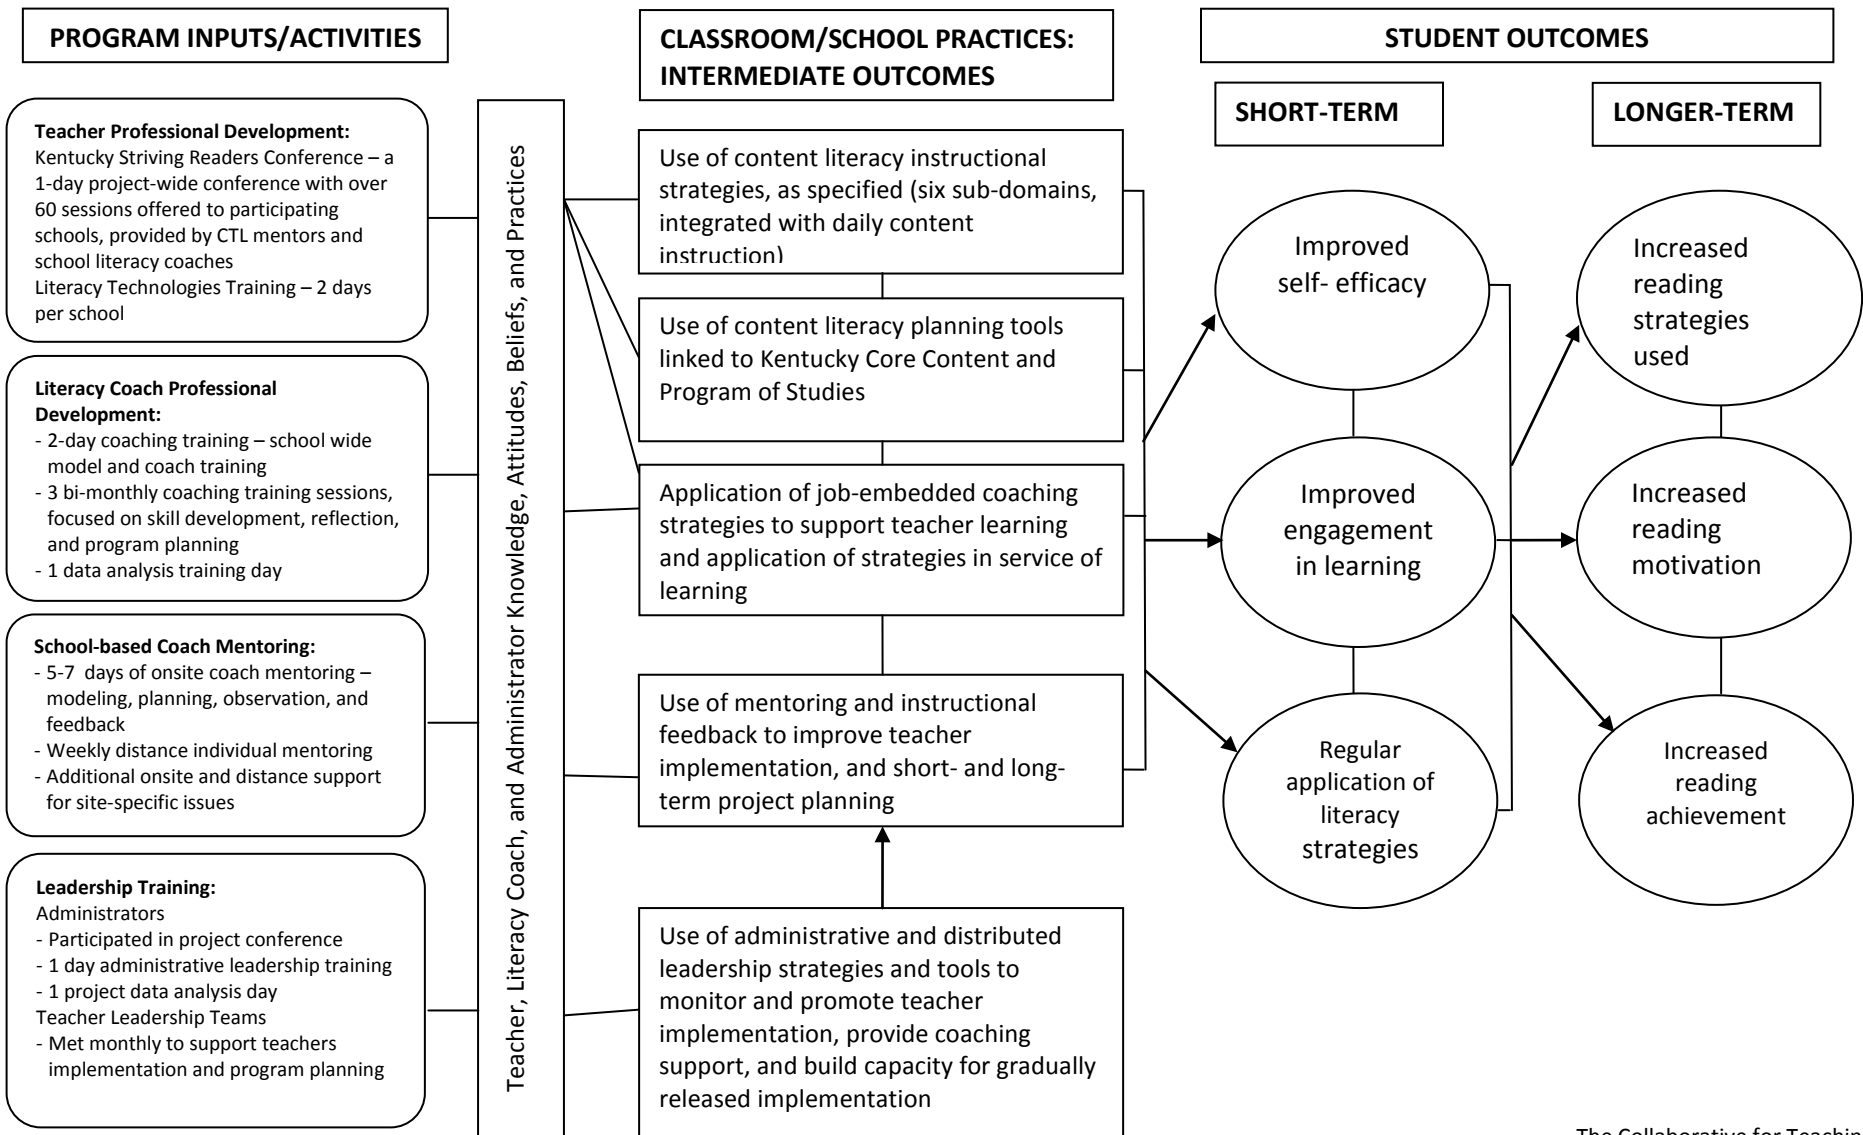 PROGRAM INPUTS/ACTIVITIES
Teacher Professional Development:
Kentucky Striving Readers Conference – a
1-day project-wide conference with over
60 sessions offered to participating
schools, provided by CTL mentors and
school literacy coaches
Literacy Technologies Training – 2 days
per school
Literacy Coach Professional
Development:
- 2-day coaching training – school wide
model and coach training
- 3 bi-monthly coaching training sessions,
focused on skill development, reflection,
and program planning
- 1 data analysis training day
School-based Coach Mentoring:
- 5-7 days of onsite coach mentoring –
modeling, planning, observation, and
feedback
- Weekly distance individual mentoring
- Additional onsite and distance support
for site-specific issues
Leadership Training:
Administrators
- Participated in project conference
- 1 day administrative leadership training
- 1 project data analysis day
Teacher Leadership Teams
- Met monthly to support teachers
implementation and program planning
Teacher, Literacy Coach, and Administrator Knowledge, Attitudes, Beliefs, and Practices
CLASSROOM/SCHOOL PRACTICES:
INTERMEDIATE OUTCOMES
Use of content literacy instructional
strategies, as specified (six sub-domains,
integrated with daily content
instruction)
Use of content literacy planning tools
linked to Kentucky Core Content and
Program of Studies
Application of job-embedded coaching
strategies to support teacher learning
and application of strategies in service of
learning
Use of mentoring and instructional
feedback to improve teacher
implementation, and short- and long-
term project planning
Use of administrative and distributed
leadership strategies and tools to
monitor and promote teacher
implementation, provide coaching
support, and build capacity for gradually
released implementation
STUDENT OUTCOMES
SHORT-TERM
Improved
self- efficacy
Improved
engagement
in learning
Regular
application of
literacy
strategies
LONGER-TERM
Increased
reading
strategies
used
Increased
reading
motivation
Increased
reading
achievement
The Collaborative for